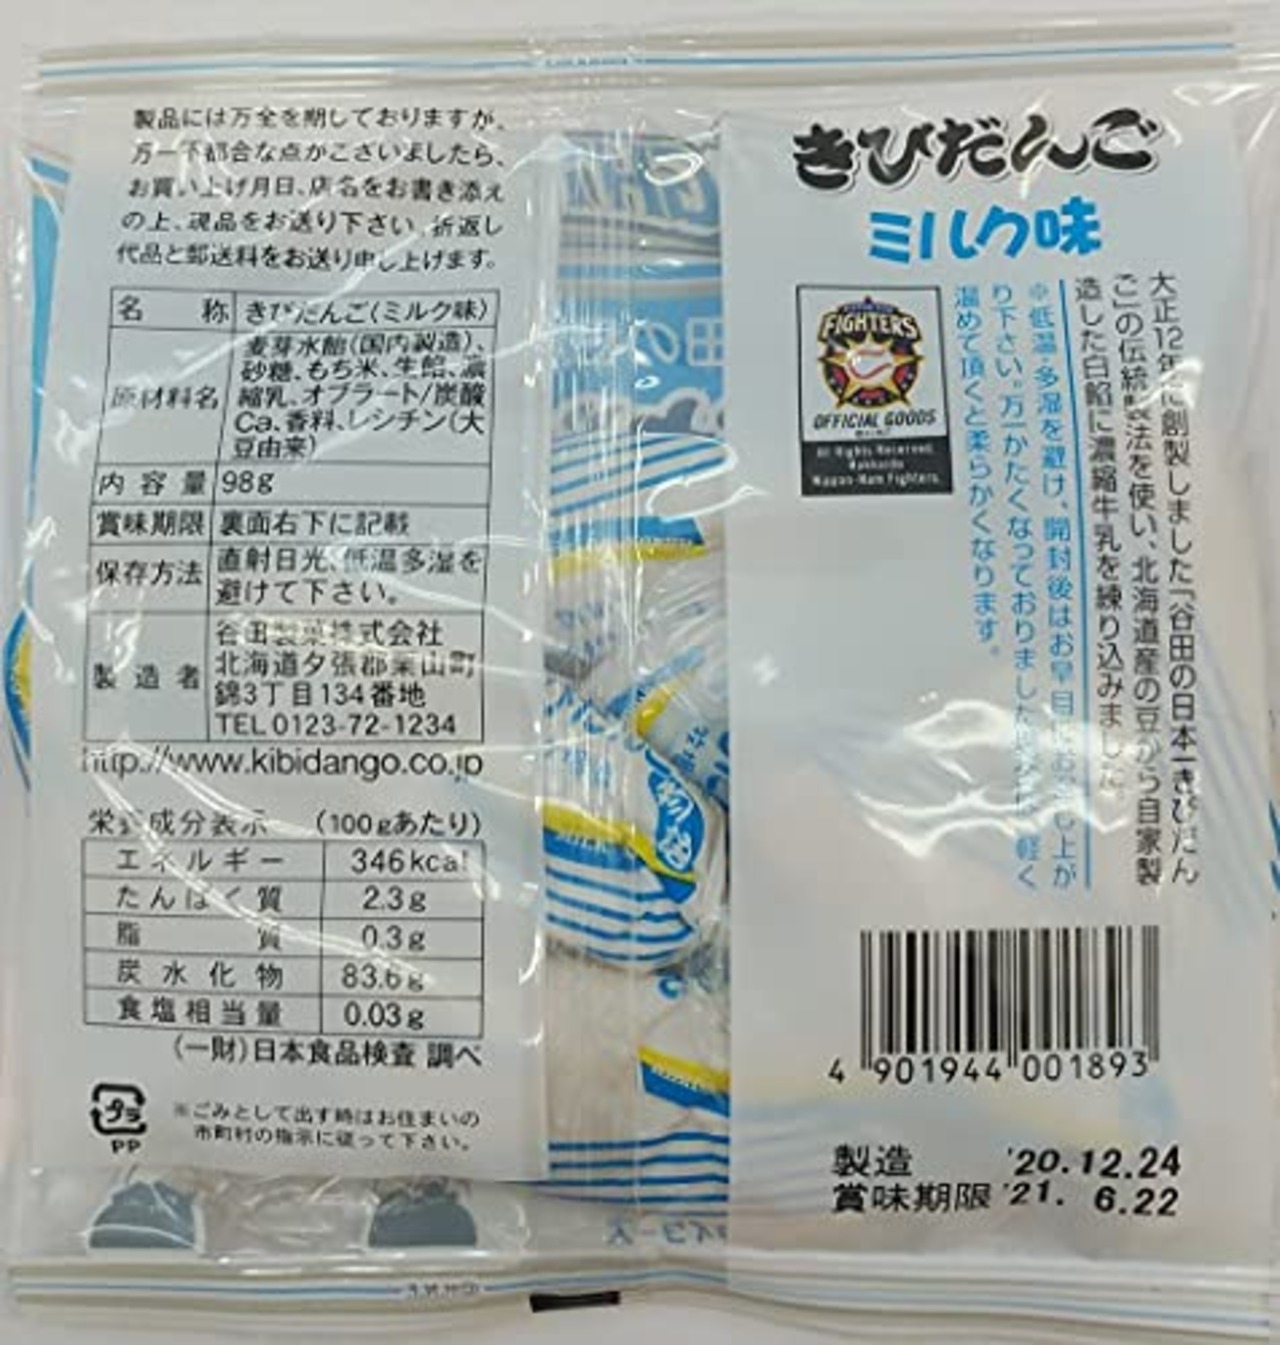 製品には万全を期しておりますが、
万一不都合な点がございましたら、
お買い上げ月日、店名をお書き添え
の上、現品をお送り下さい。折返し
代品と郵送料をお送り申し上げます。
名 称 きびだんご(ミルク味)
原材料名 麦芽水飴(国内製造)、
砂糖、もち米、生餡、濃
縮乳、オブラート/炭酸
Ca、香料、レシチン(大
豆由来)
内容量 98g
賞味期限 裏面右下に記載
保存方法 直射日光、低温多湿を
避けて下さい。
製造者 谷田製菓株式会社
北海道夕張郡栗山町
錦3丁目134番地
TEL 0123-72-1234
http://www.kibidango.co.jp
栄養成分表示 (100gあたり)
エネルギー 346kcal
たんぱく質 2.3g
脂質 0.3g
炭水化物 83.6g
食塩相当量 0.03g
(一財)日本食品検査 調べ
プラ
PP
※ごみとして出す時はお住まいの
市町村の指示に従って下さい。
きびだんご
ミルク味
大正12年に創製しました「谷田の日本一きびだん
ご」の伝統製法を使い、北海道産の豆から自家製
造した白餡に濃縮牛乳を練り込みました。
※低温・多湿を避け、開封後はお早目にお召し上が
り下さい。万一かたくなっておりましたら 軽く
温めて頂くと柔らかくなります。
FIGHTERS
OFFICIAL GOODS
All Rights Reserved.
Hokkaido
Nippon-Ham Fighters.
4 901944 001893
製造 '20.12.24
賞味期限 '21. 6.22